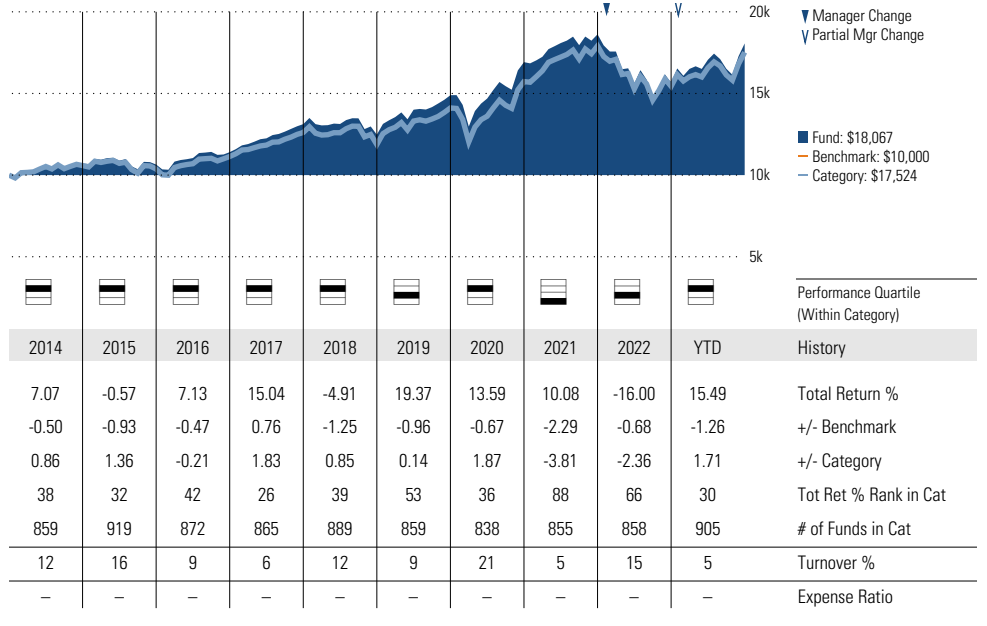 20k
Manager Change
Partial Mgr Change
15k
Fund: $18,067
Benchmark: $10,000
10k
Category: $17,524
5k
Performance Quartile
(Within Category)
2014 2015 2016 2017 2018 2019 2020 2021 2022 YTD History
7.07 -0.57 7.13 15.04 -4.91 19.37 13.59 10.08 -16.00 15.49 Total Return %
-0.50 -0.93 -0.47 0.76 -1.25 -0.96 -0.67 -2.29 -0.68 -1.26 +/- Benchmark
0.86 1.36 -0.21 1.83 0.85 0.14 1.87 -3.81 -2.36 1.71 +/- Category
38 32 42 26 39 53 36 88 66 30 Tot Ret % Rank in Cat
859 919 872 865 889 859 838 855 858 905 # of Funds in Cat
12 16 9 6 12 9 21 5 15 5 Turnover %
– – – – – – – – – – Expense Ratio